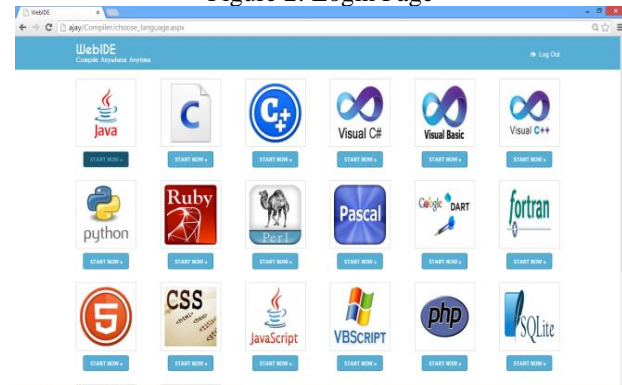 Figure 2. Login Page
WebIDE
ajay/Compiler/choose_language.aspx
WebIDE
Compile Anywhere Anytime
Log Out
Java
C
C++
Visual C#
Visual Basic
Visual C++
START NOW »
START NOW »
START NOW »
START NOW »
START NOW »
START NOW »
python
Ruby
Perl
Pascal
Google DART
fortran
START NOW »
START NOW »
START NOW »
START NOW »
START NOW »
START NOW »
5
CSS
JavaScript
VBSCRIPT
php
SQLite
START NOW »
START NOW »
START NOW »
START NOW »
START NOW »
START NOW »